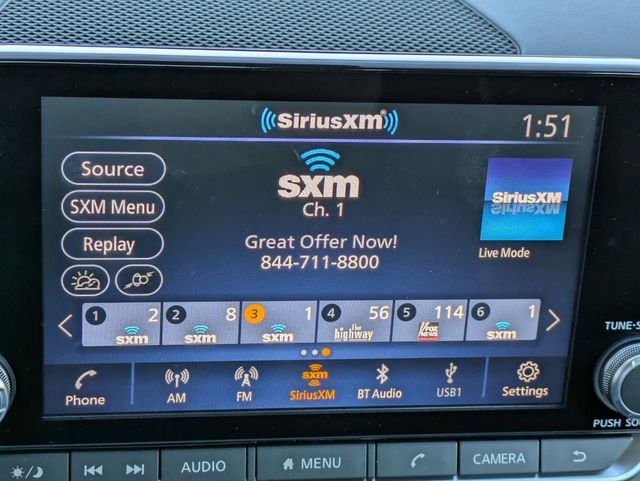 SiriusXM
1:51
Source
SXM Menu
Replay
sxm
Ch. 1
Great Offer Now!
844-711-8800
SiriusXM
Live Mode
1 2 sxm
2 8 sxm
3 1 sxm
4 56 the highway
5 114 FOX NEWS
6 1 sxm
Phone
AM
FM
sxm
SiriusXM
BT Audio
USB1
Settings
TUNE-S
PUSH SO
AUDIO
MENU
CAMERA